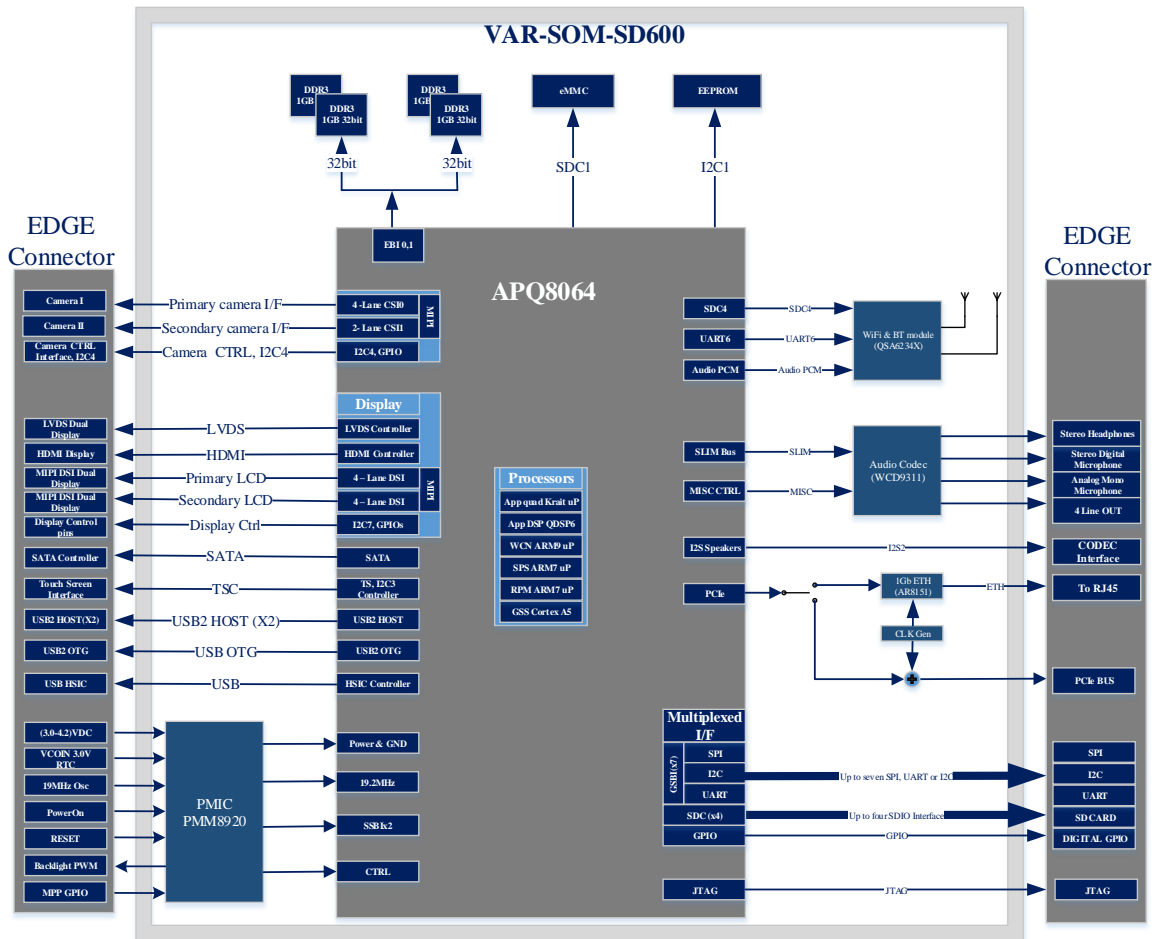 VAR-SOM-SD600
DDR3
1GB
DDR3
1GB 32bit
DDR3
1GB
DDR3
1GB 32bit
eMMC
EEPROM
32bit
32bit
SDC1
I2C1
EDGE
Connector
EBI 0,1
APQ8064
Camera I
Camera II
Camera CTRL
Interface, I2C4
Primary camera I/F
Secondary camera I/F
Camera CTRL, I2C4
4 -Lane CSI0
2- Lane CSI1
I2C4, GPIO
MIPI
LVDS Dual
Display
HDMI Display
MIPI DSI Dual
Display
MIPI DSI Dual
Display
Display Control
pins
SATA Controller
Touch Screen
Interface
USB2 HOST(X2)
USB2 OTG
USB HSIC
LVDS
HDMI
Primary LCD
Secondary LCD
Display Ctrl
SATA
TSC
USB2 HOST (X2)
USB OTG
USB
Display
LVDS Controller
HDMI Controller
4 – Lane DSI
4 – Lane DSI
MIPI
I2C7, GPIOs
SATA
TS, I2C3
Controller
USB2 HOST
USB2 OTG
HSIC Controller
(3.0-4.2)VDC
VCOIN 3.0V
RTC
19MHz Osc
PowerOn
RESET
Backlight PWM
MPP GPIO
PMIC
PMM8920
Power & GND
19.2MHz
SSBIx2
CTRL
Processors
App quad Krait uP
App DSP QDSP6
WCN ARM9 uP
SPS ARM7 uP
RPM ARM7 uP
GSS Cortex A5
SDC4
UART6
Audio PCM
SDC4
UART6
Audio PCM
WiFi & BT module
(QSA6234X)
SLIM Bus
MISC CTRL
SLIM
MISC
Audio Codec
(WCD9311)
I2S Speakers
I2S2
PCIe
1Gb ETH
(AR8151)
ETH
CLK Gen
Multiplexed
I/F
GSBI(x7)
SPI
I2C
UART
SDC (x4)
GPIO
JTAG
Up to seven SPI, UART or I2C
Up to four SDIO Interface
GPIO
JTAG
EDGE
Connector
Stereo Headphones
Stereo Digital
Microphone
Analog Mono
Microphone
4 Line OUT
CODEC
Interface
To RJ45
PCIe BUS
SPI
I2C
UART
SDCARD
DIGITAL GPIO
JTAG